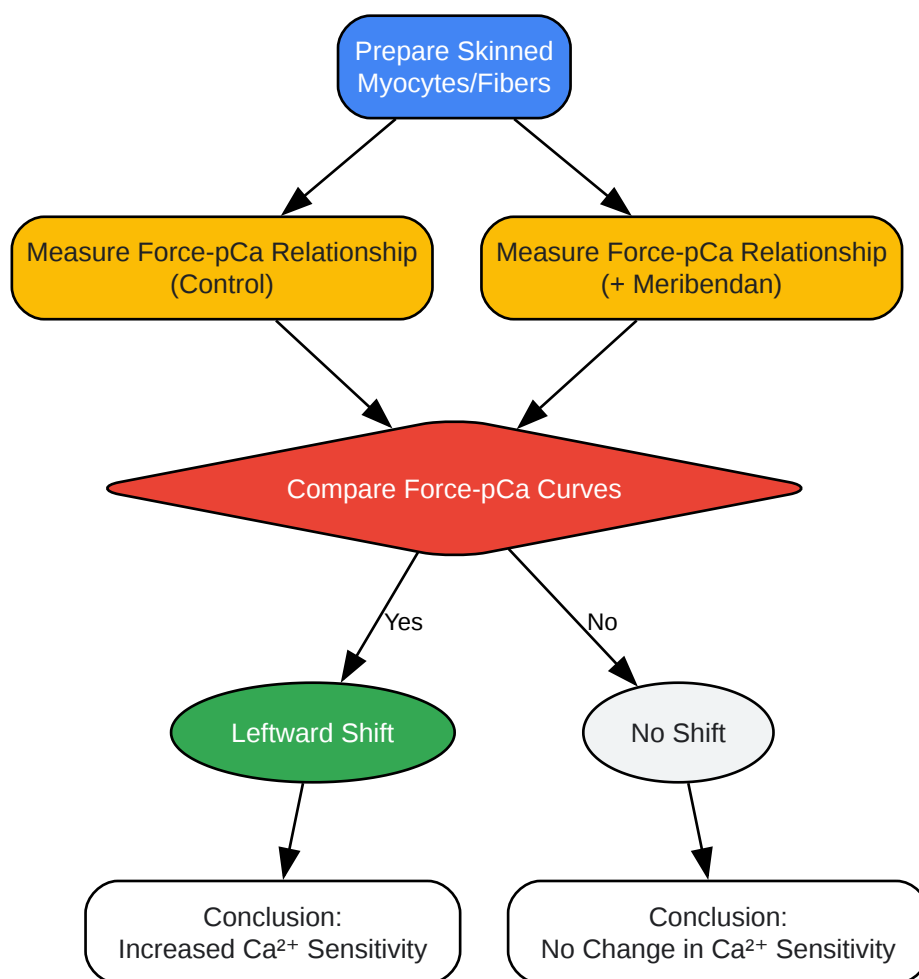 Prepare Skinned
Myocytes/Fibers
Measure Force-pCa Relationship
(Control)
Measure Force-pCa Relationship
(+ Meribendan)
Compare Force-pCa Curves
Yes
No
Leftward Shift
No Shift
Conclusion:
Increased Ca²⁺ Sensitivity
Conclusion:
No Change in Ca²⁺ Sensitivity